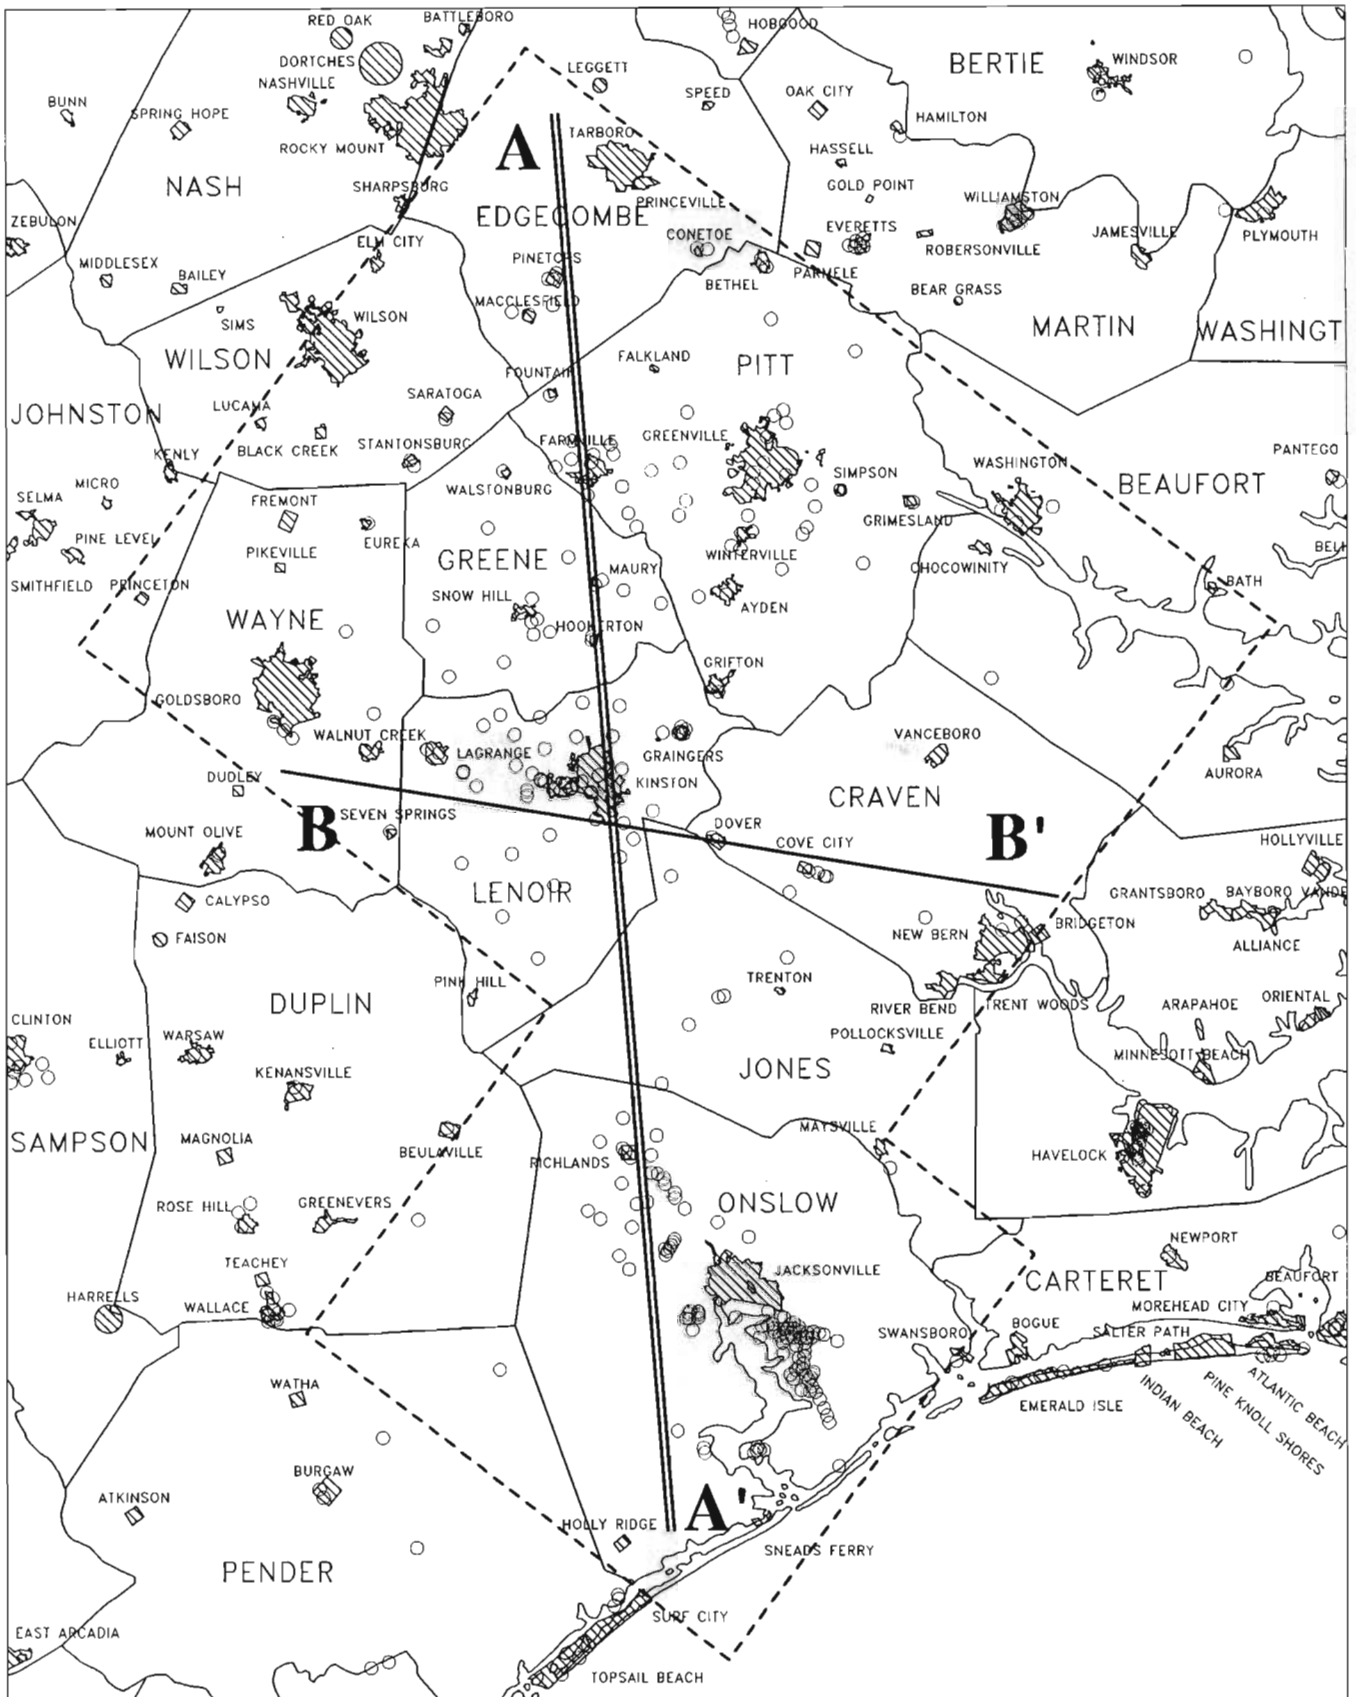 RED OAK
BATTLEBORO
HOBGOOD
DORTCHES
LEGGETT
BERTIE
WINDSOR
NASHVILLE
BUNN
SPRING HOPE
SPEED
OAK CITY
HAMILTON
ROCKY MOUNT
A
TARBORO
HASSELL
NASH
SHARPSBURG
GOLD POINT
WILLIAMSTON
PRINCEVILLE
EDGECOMBE
ZEBULON
ELM CITY
CONETOE
EVERETTS
JAMESVILLE
PLYMOUTH
ROBERSONVILLE
MIDDLESEX
BAILEY
PINETOPS
BETHEL
PARMELE
BEAR GRASS
MACCLESFIELD
SIMS
WILSON
MARTIN
WASHINGT
WILSON
FALKLAND
PITT
FOUNTAIN
JOHNSTON
LUCAMA
SARATOGA
BLACK CREEK
STANTONSBURG
FARMVILLE
GREENVILLE
KENLY
WASHINGTON
PANTEGO
MICRO
WALSTONBURG
SIMPSON
BEAUFORT
SELMA
FREMONT
GRIMESLAND
PINE LEVEL
PIKEVILLE
EUREKA
WINTERVILLE
BEL
GREENE
CHOCOWINITY
SMITHFIELD
PRINCETON
MAURY
BATH
SNOW HILL
AYDEN
WAYNE
HOOKERTON
GRIFTON
GOLDSBORO
WALNUT CREEK
LAGRANGE
GRAINGERS
VANCEBORO
DUDLEY
KINSTON
AURORA
CRAVEN
B
SEVEN SPRINGS
DOVER
B'
MOUNT OLIVE
COVE CITY
HOLLYVILLE
LENOIR
CALYPSO
GRANTSBORO
BAYBORO
VANDE
FAISON
NEW BERN
BRIDGETON
ALLIANCE
PINK HILL
TRENTON
DUPLIN
RIVER BEND
TRENT WOODS
ARAPAHOE
ORIENTAL
CLINTON
ELLIOTT
WARSAW
POLLOCKSVILLE
MINNESOTT BEACH
KENANSVILLE
JONES
SAMPSON
MAGNOLIA
MAYSVILLE
BEULAVILLE
RICHLANDS
HAVELOCK
ROSE HILL
GREENEVERS
ONSLOW
NEWPORT
TEACHEY
JACKSONVILLE
CARTERET
BEAUFORT
HARRELLS
WALLACE
MOREHEAD CITY
SWANSBORO
BOGUE
SALTER PATH
WATHA
EMERALD ISLE
INDIAN BEACH
PINE KNOLL SHORES
ATLANTIC BEACH
BURGAW
ATKINSON
A'
HOLLY RIDGE
SNEADS FERRY
PENDER
SURF CITY
EAST ARCADIA
TOPSAIL BEACH